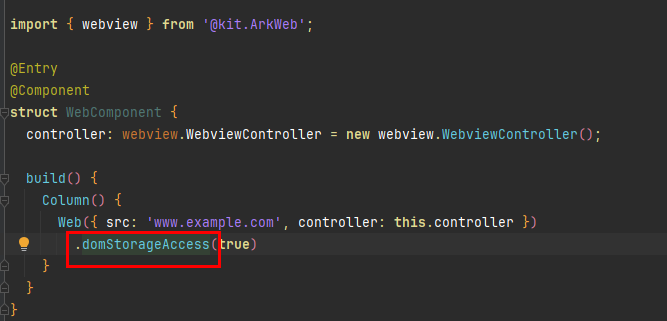 import { webview } from '@kit.ArkWeb';
@Entry
@Component
struct WebComponent {
controller: webview.WebviewController = new webview.WebviewController();
build() {
Column() {
Web({ src: 'www.example.com', controller: this.controller })
.domStorageAccess(true)
}
}
}